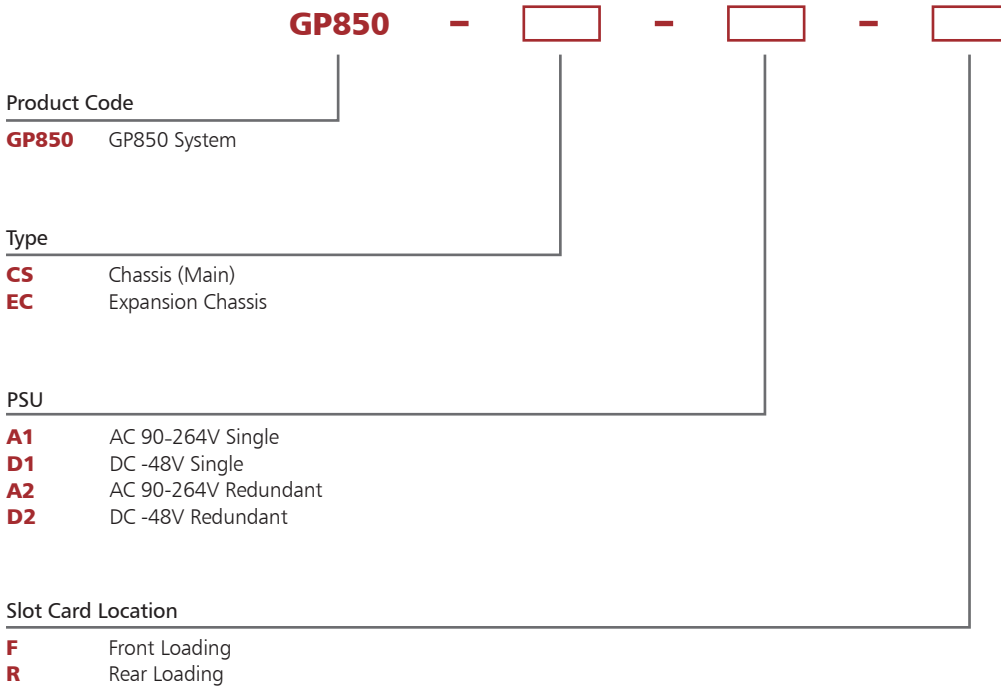 GP850 – – –
Product Code
GP850 GP850 System
Type
CS Chassis (Main)
EC Expansion Chassis
PSU
A1 AC 90-264V Single
D1 DC -48V Single
A2 AC 90-264V Redundant
D2 DC -48V Redundant
Slot Card Location
F Front Loading
R Rear Loading